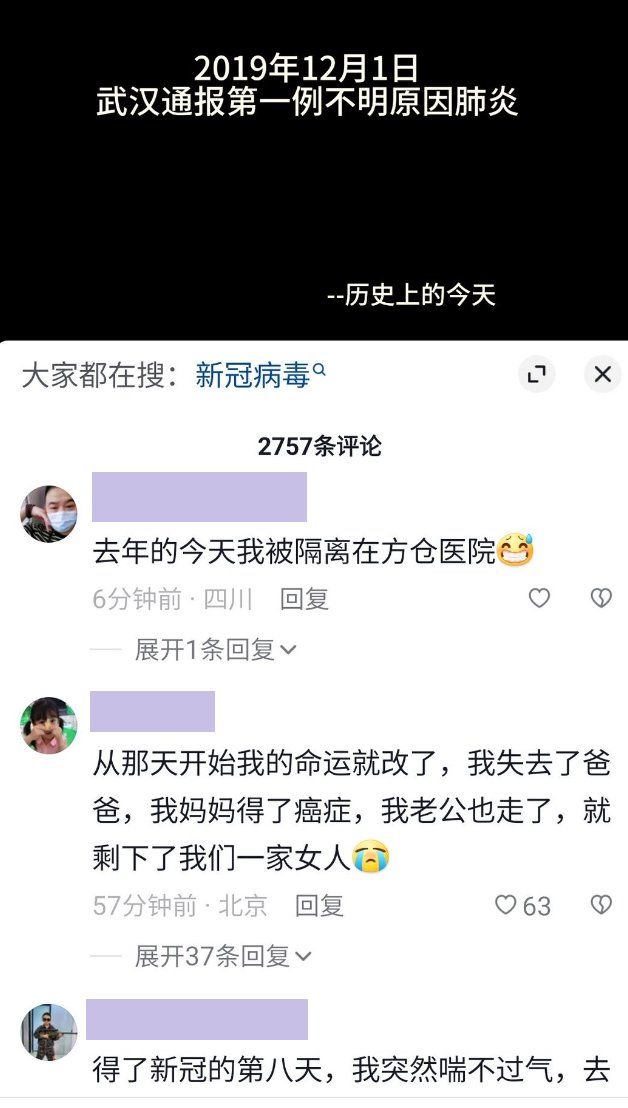 2019年12月1日
武汉通报第一例不明原因肺炎
--历史上的今天
大家都在搜：新冠病毒
2757条评论
去年的今天我被隔离在方仓医院😅
6分钟前 · 四川 回复
展开1条回复
从那天开始我的命运就改了，我失去了爸
爸，我妈妈得了癌症，我老公也走了，就
剩下了我们一家女人😭
57分钟前 · 北京 回复 63
展开37条回复
得了新冠的第八天，我突然喘不过气，去